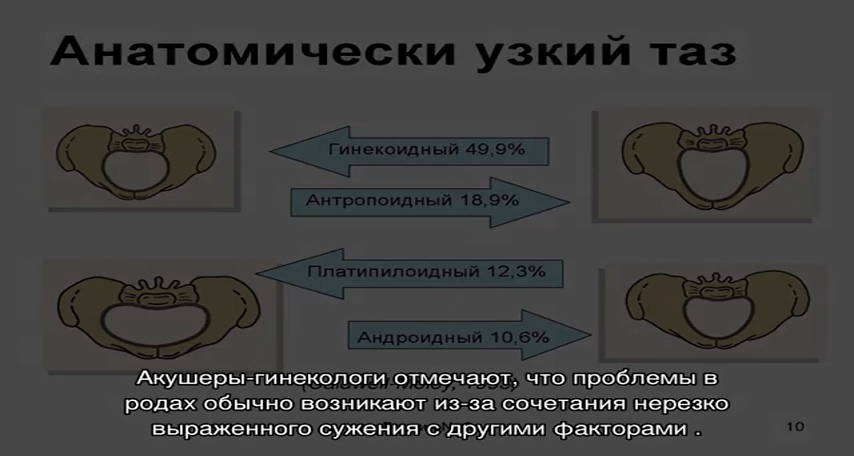 Анатомически узкий таз
Гинекоидный 49,9%
Антропоидный 18,9%
Платипилоидный 12,3%
Андроидный 10,6%
Акушеры-гинекологи отмечают, что проблемы в
родах обычно возникают из-за сочетания нерезко
выраженного сужения с другими факторами .
10